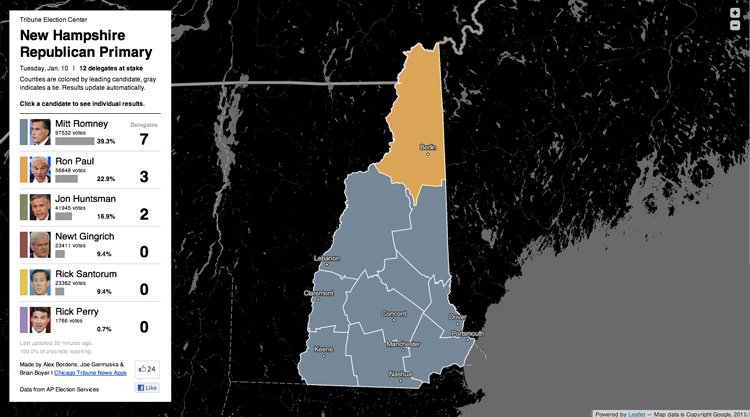 Tribune Election Center
New Hampshire
Republican Primary
Tuesday, Jan. 10 | 12 delegates at stake
Counties are colored by leading candidate, gray
indicates a tie. Results update automatically.
Click a candidate to see individual results.
Delegates
Mitt Romney
97532 votes
39.3%
7
Ron Paul
56848 votes
22.9%
3
Jon Huntsman
41945 votes
16.9%
2
Newt Gingrich
23411 votes
9.4%
0
Rick Santorum
23362 votes
9.4%
0
Rick Perry
1766 votes
0.7%
0
Last updated 35 minutes ago.
100.0% of precincts reporting.
Made by Alex Bordens, Joe Germuska &
Brian Boyer | Chicago Tribune News Apps
24
Like
Data from AP Election Services
Berlin
Lebanon
Claremont
Concord
Dover
Portsmouth
Keene
Manchester
Nashua
+
−
Powered by Leaflet — Map data is Copyright Google, 2011